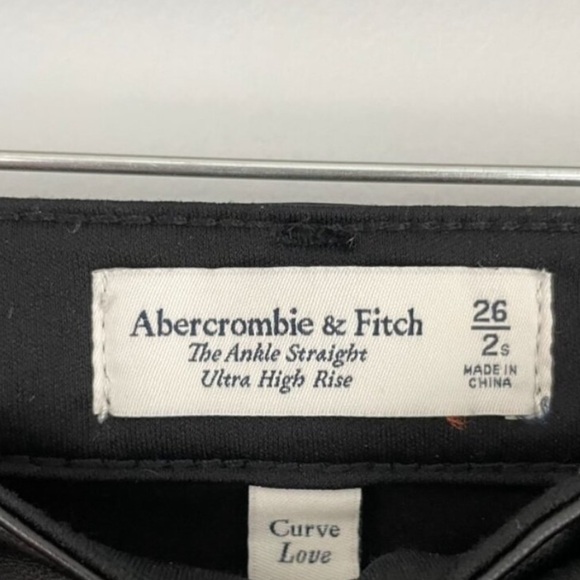 Abercrombie & Fitch
The Ankle Straight
Ultra High Rise
26
2s
MADE IN
CHINA
Curve
Love